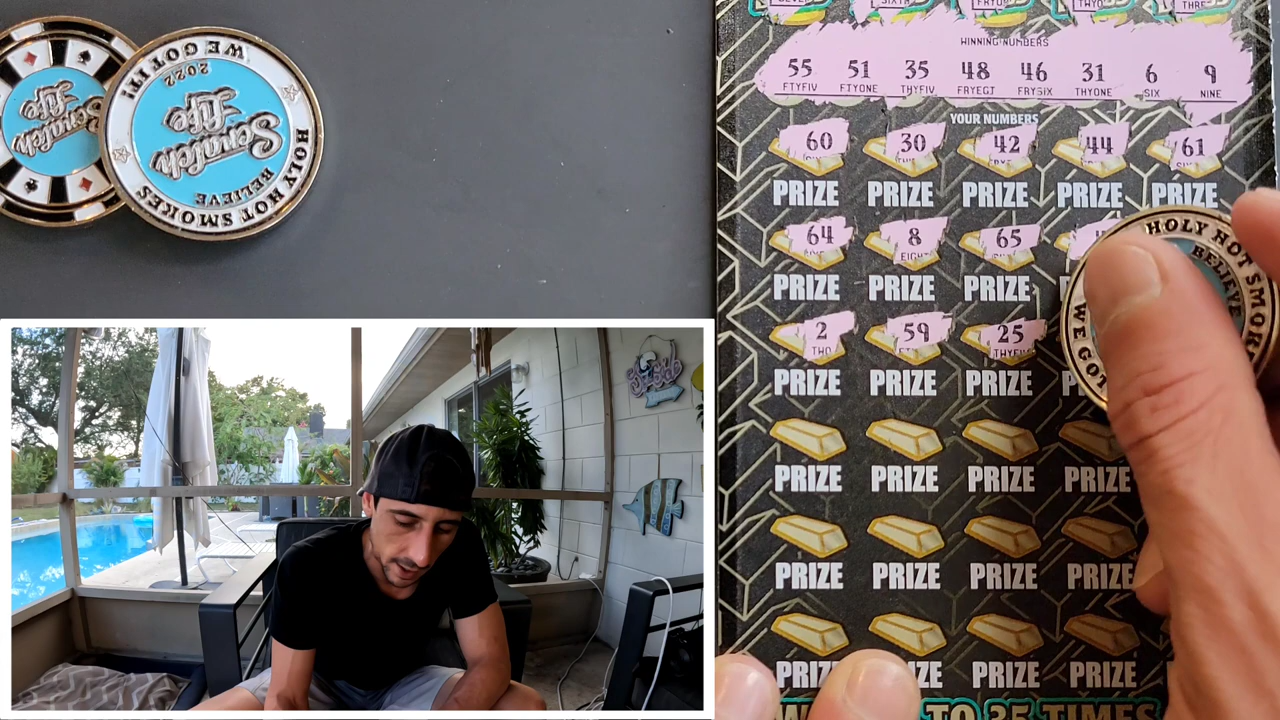 WE GOT IT!
2022
Scratch
Life
BELIEVE
HOLY HOT SMOKES
Scratch
Life
WINNING NUMBERS
55 51 35 48 46 31 6 9
FTYFIV FTYONE THYFIV FRYEGT FRYSIX THYONE SIX NINE
YOUR NUMBERS
60 30 42 44 61
PRIZE PRIZE PRIZE PRIZE PRIZE
64 8 65
EIGHT
PRIZE PRIZE PRIZE
HOLY HOT SMOK
BELIEVE
WE GOT
2 59 25
TWO
PRIZE PRIZE PRIZE
PRIZE PRIZE PRIZE PRIZE
PRIZE PRIZE PRIZE PRIZE
PRIZE PRIZE PRIZE PRIZE
TO 25 TIMES